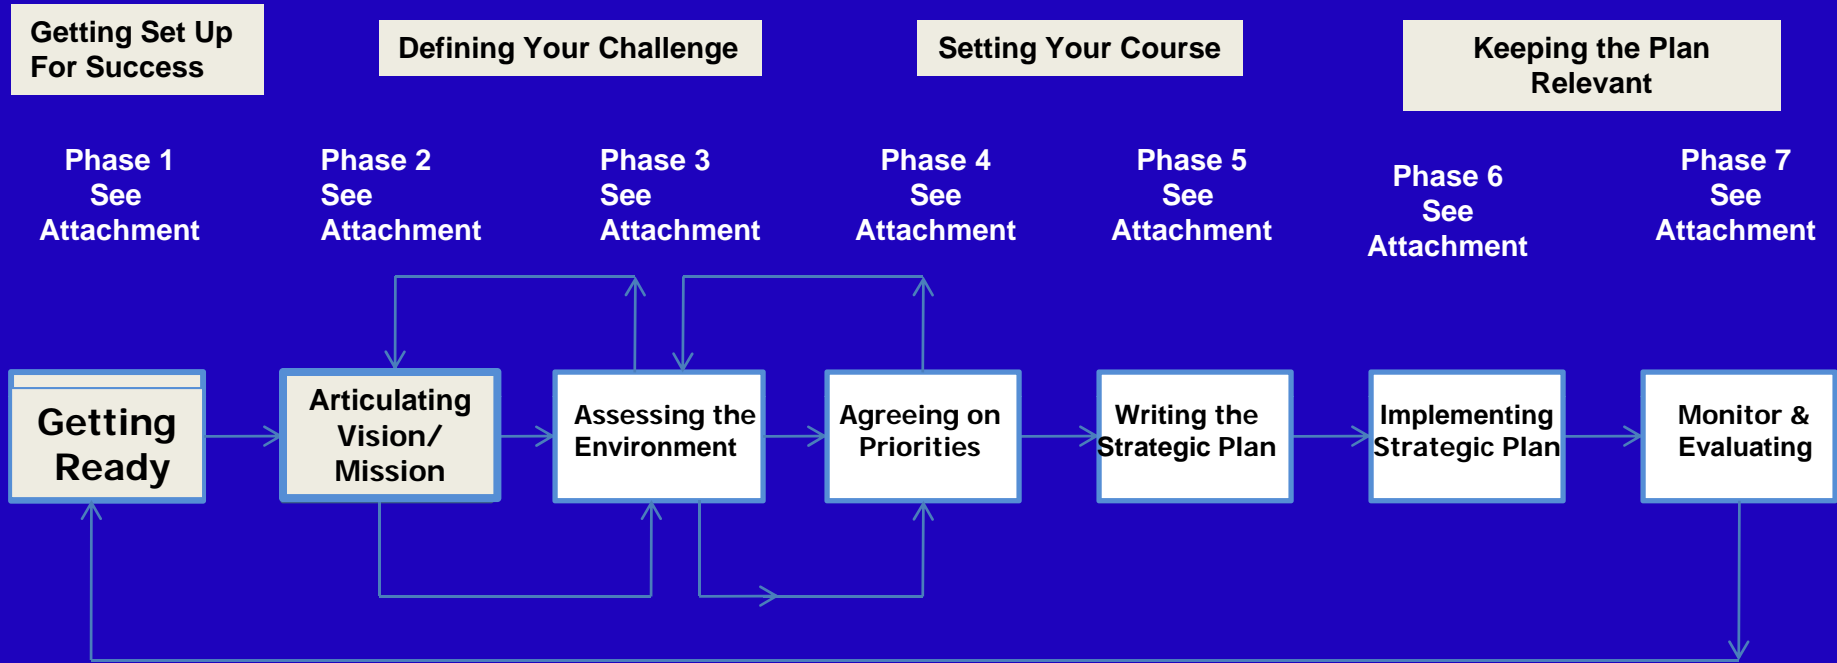 Getting Set Up
For Success
Defining Your Challenge
Setting Your Course
Keeping the Plan
Relevant
Phase 1
See
Attachment
Phase 2
See
Attachment
Phase 3
See
Attachment
Phase 4
See
Attachment
Phase 5
See
Attachment
Phase 6
See
Attachment
Phase 7
See
Attachment
Getting
Ready
Articulating
Vision/
Mission
Assessing the
Environment
Agreeing on
Priorities
Writing the
Strategic Plan
Implementing
Strategic Plan
Monitor &
Evaluating